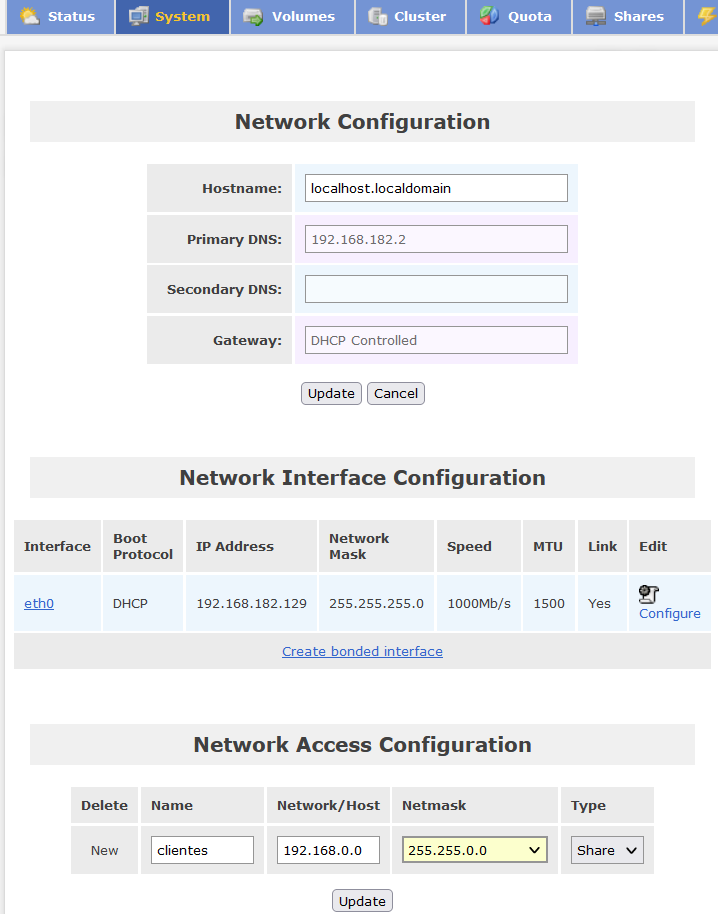 Status System Volumes Cluster Quota Shares
Network Configuration
Hostname: localhost.localdomain
Primary DNS: 192.168.182.2
Secondary DNS:
Gateway: DHCP Controlled
Update Cancel
Network Interface Configuration
Interface Boot Protocol IP Address Network Mask Speed MTU Link Edit
eth0 DHCP 192.168.182.129 255.255.255.0 1000Mb/s 1500 Yes Configure
Create bonded interface
Network Access Configuration
Delete Name Network/Host Netmask Type
New clientes 192.168.0.0 255.255.0.0 Share
Update